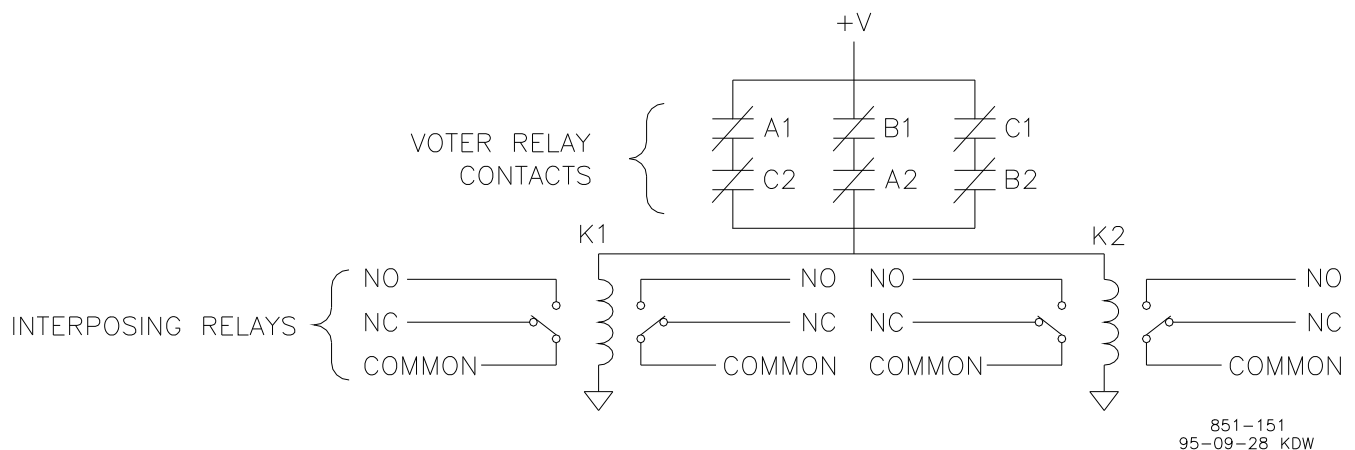 +V
VOTER RELAY
CONTACTS
A1 B1 C1
C2 A2 B2
K1 K2
INTERPOSING RELAYS
NO NO NO NO
NC NC NC NC
COMMON COMMON COMMON COMMON
851-151
95-09-28 KDW